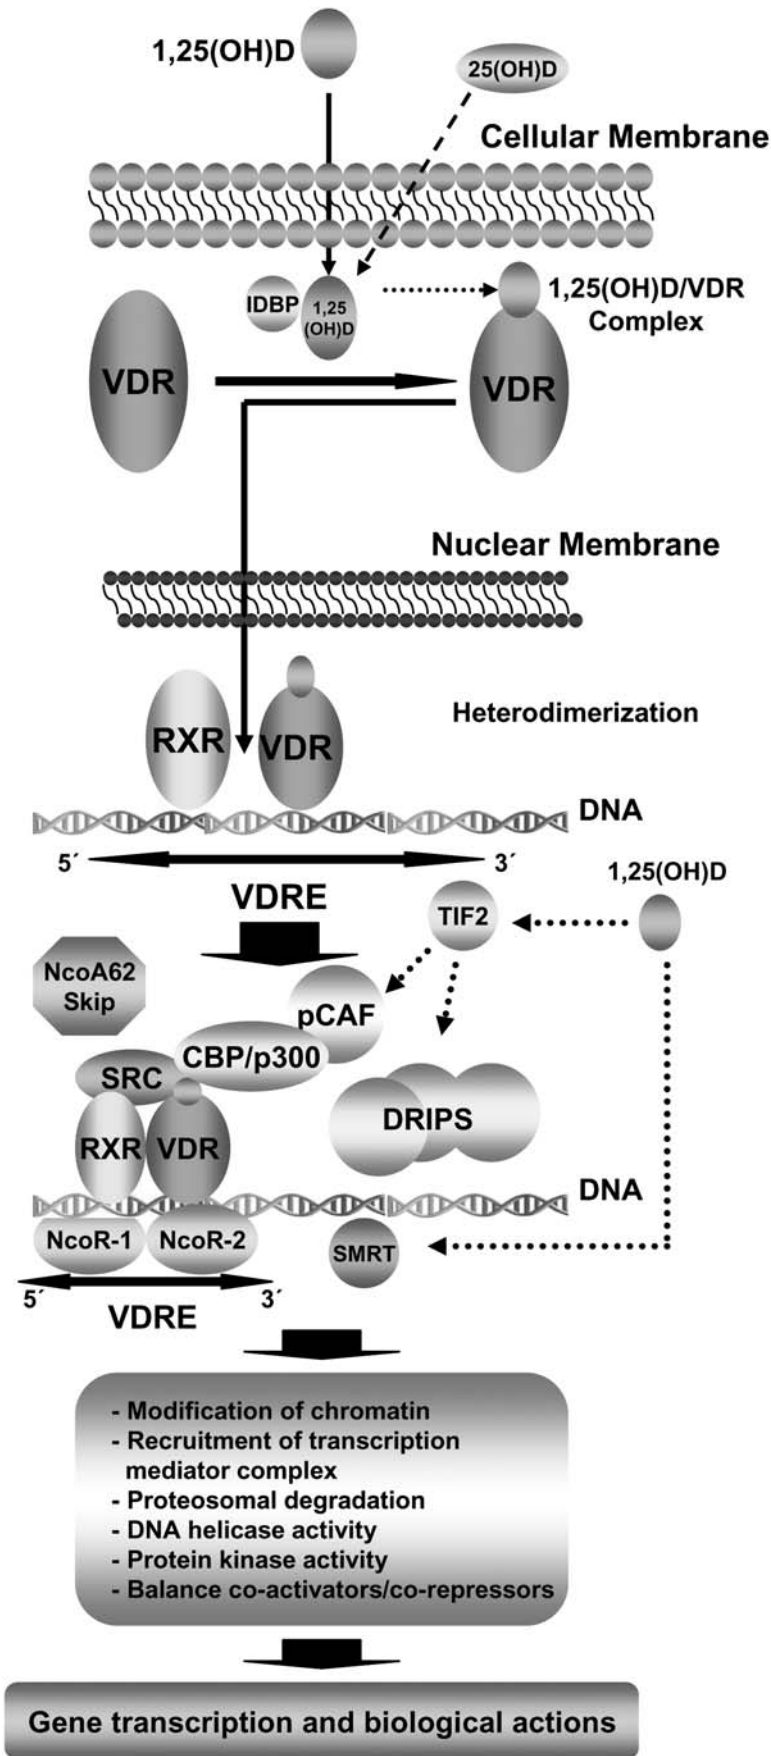 1,25(OH)D
25(OH)D
Cellular Membrane
IDBP
1,25
(OH)D
1,25(OH)D/VDR
Complex
VDR
VDR
Nuclear Membrane
RXR
VDR
Heterodimerization
DNA
5´
3´
VDRE
1,25(OH)D
TIF2
NcoA62
Skip
pCAF
CBP/p300
SRC
DRIPS
RXR
VDR
DNA
NcoR-1
NcoR-2
SMRT
5´
3´
VDRE
- Modification of chromatin
- Recruitment of transcription
mediator complex
- Proteosomal degradation
- DNA helicase activity
- Protein kinase activity
- Balance co-activators/co-repressors
Gene transcription and biological actions